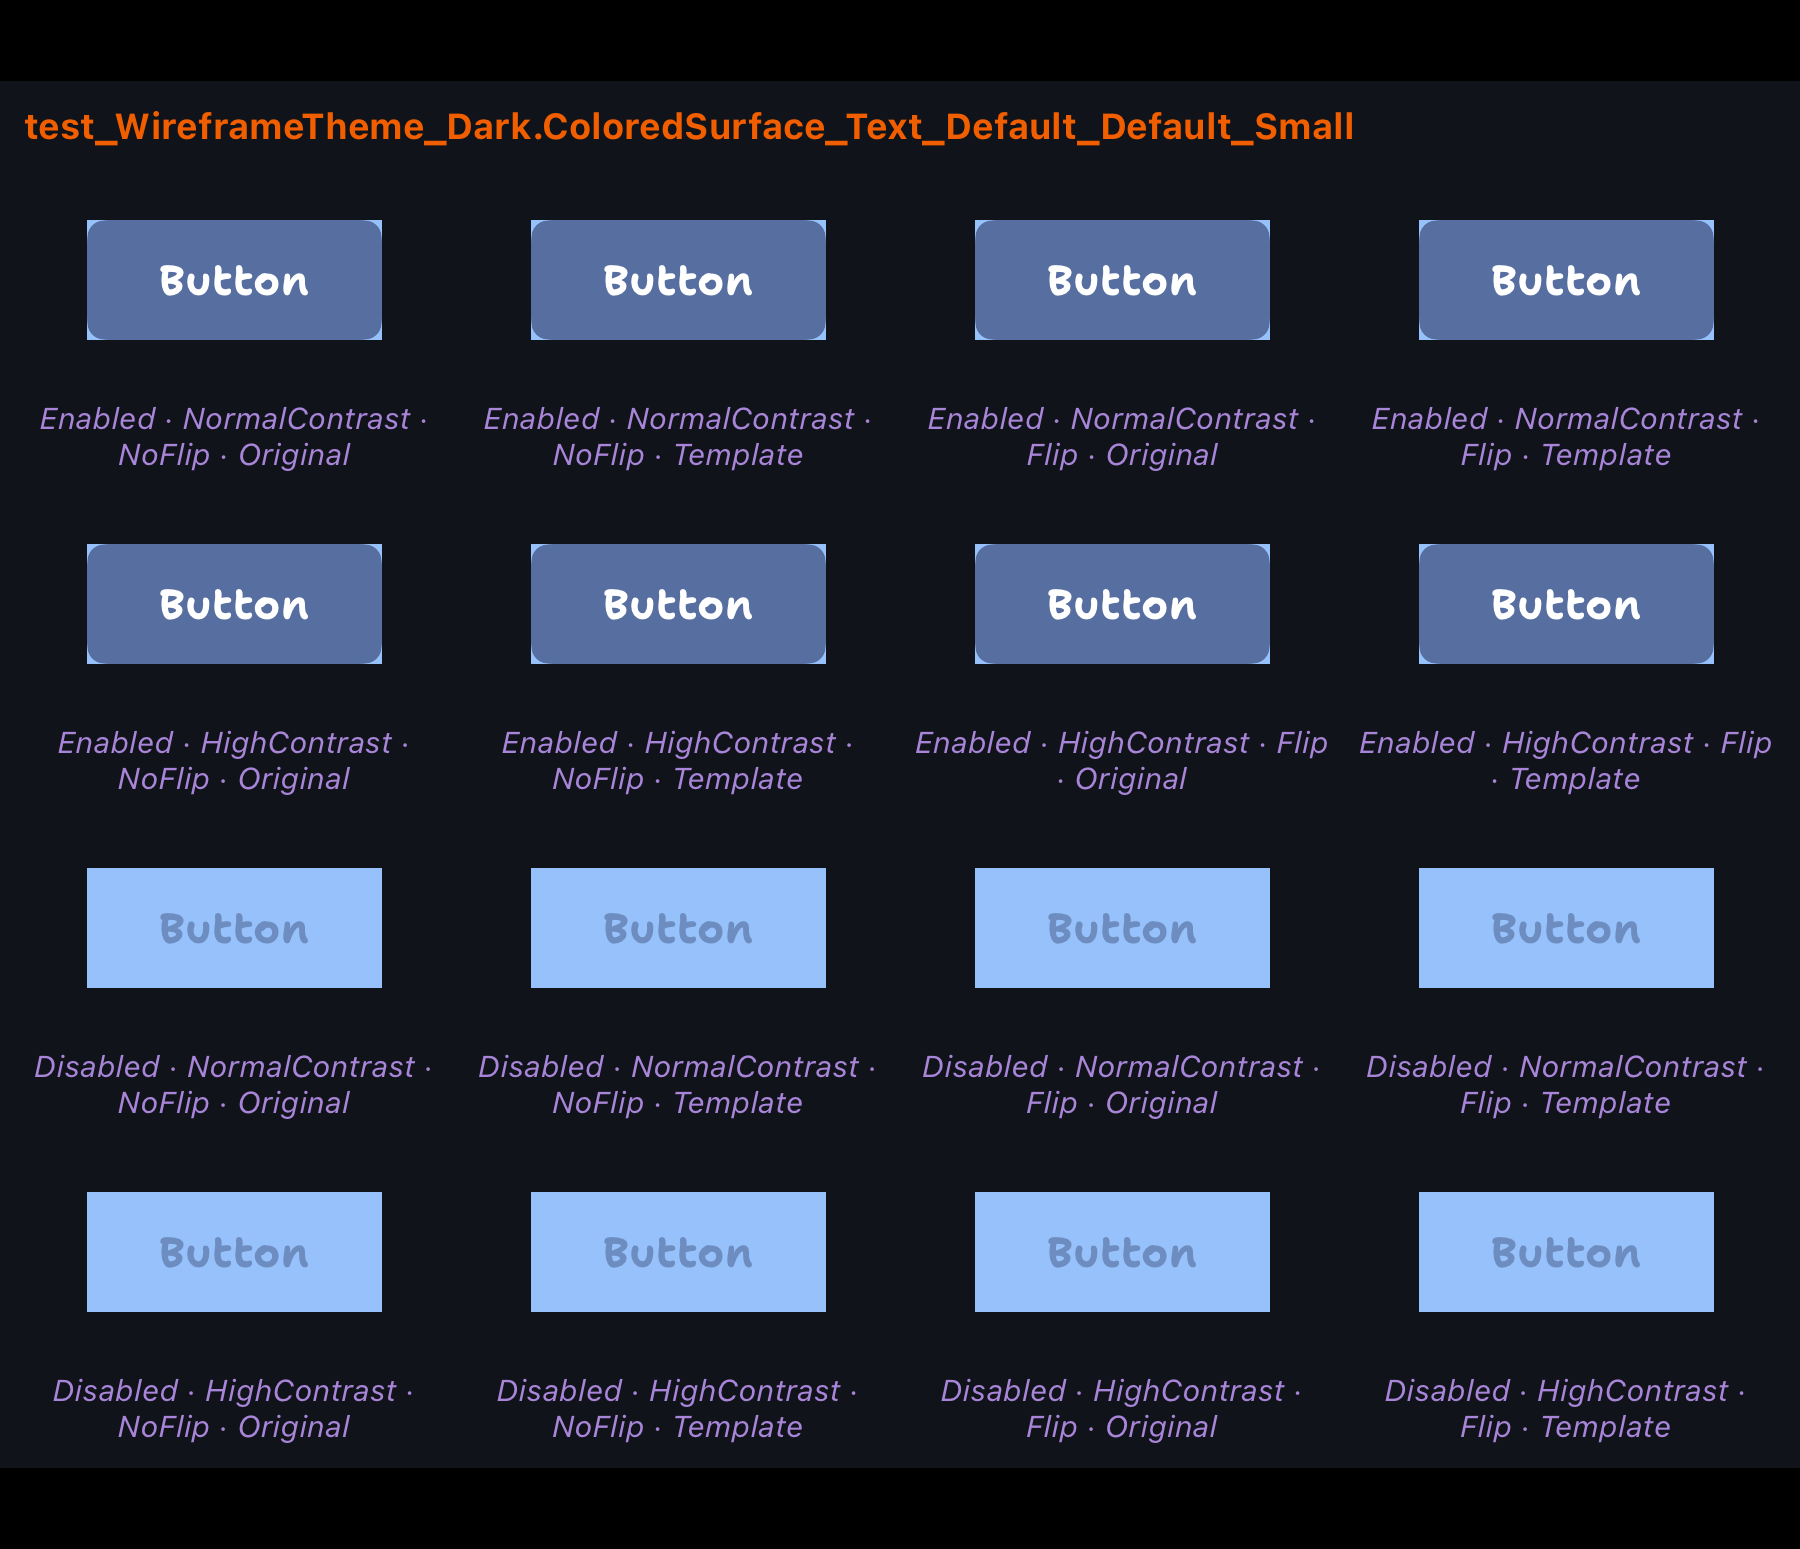 test_WireframeTheme_Dark.ColoredSurface_Text_Default_Default_Small
Button Button Button Button
Enabled · NormalContrast · Enabled · NormalContrast · Enabled · NormalContrast · Enabled · NormalContrast ·
NoFlip · Original NoFlip · Template Flip · Original Flip · Template
Button Button Button Button
Enabled · HighContrast · Enabled · HighContrast · Enabled · HighContrast · Flip Enabled · HighContrast · Flip
NoFlip · Original NoFlip · Template · Original · Template
Button Button Button Button
Disabled · NormalContrast · Disabled · NormalContrast · Disabled · NormalContrast · Disabled · NormalContrast ·
NoFlip · Original NoFlip · Template Flip · Original Flip · Template
Button Button Button Button
Disabled · HighContrast · Disabled · HighContrast · Disabled · HighContrast · Disabled · HighContrast ·
NoFlip · Original NoFlip · Template Flip · Original Flip · Template